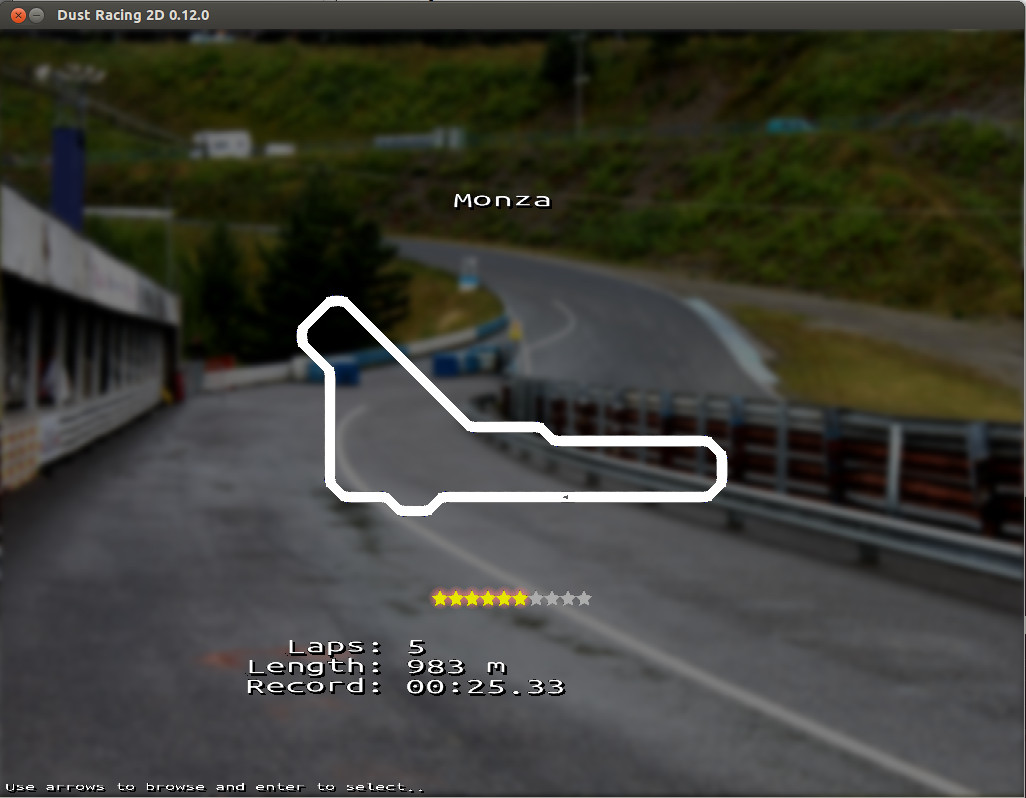 Dust Racing 2D 0.12.0
Monza
Laps: 5
Length: 983 m
Record: 00:25.33
Use arrows to browse and enter to select..